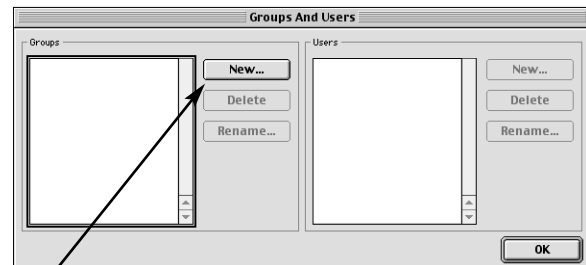 Groups And Users
Groups
New...
Delete
Rename...
Users
New...
Delete
Rename...
OK